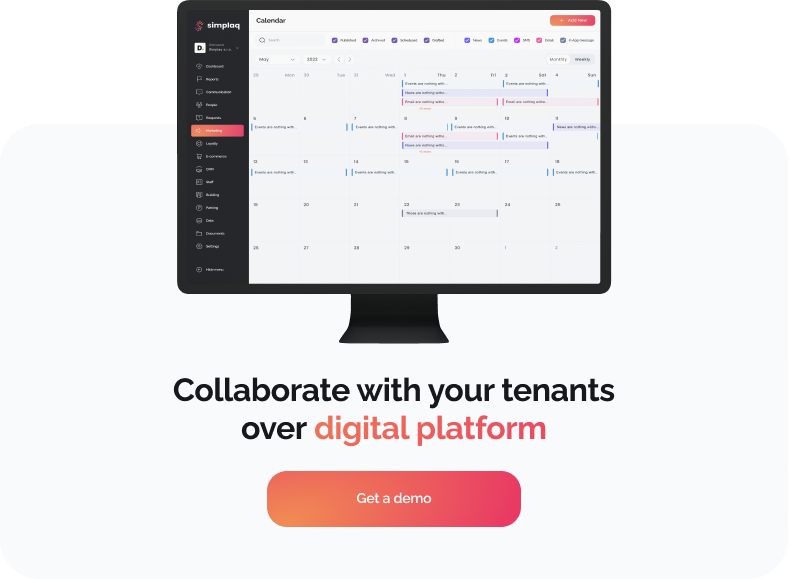 simplaq
Calendar
Add New
Search
Published
Archived
Scheduled
Drafted
News
Events
SMS
Email
In-App message
May
2022
Monthly
Weekly
Dashboard
Reports
Communication
People
Requests
Marketing
Loyalty
E-commerce
Staff
Building
Parking
Data
Documents
Settings
Hide menu
29 Mon 30 Tue 31 Wed 1 Thu 2 Fri 3 Sat 4 Sun
Events are nothing witho...
Events are nothing with...
News are nothing witho...
Email are nothing witho...
Email are nothing with...
5 6 7 8 9 10 11
Events are nothing with...
Events are nothing with...
Events are nothing with...
News are nothing with...
Email are nothing witho...
Events are nothing with...
News are nothing with...
12 13 14 15 16 17 18
Events are nothing with...
Events are nothing with...
Events are nothing with...
Events are nothing with...
19 20 21 22 23 24 25
Those are nothing with...
26 27 28 29 30 1 2
Collaborate with your tenants
over digital platform
Get a demo